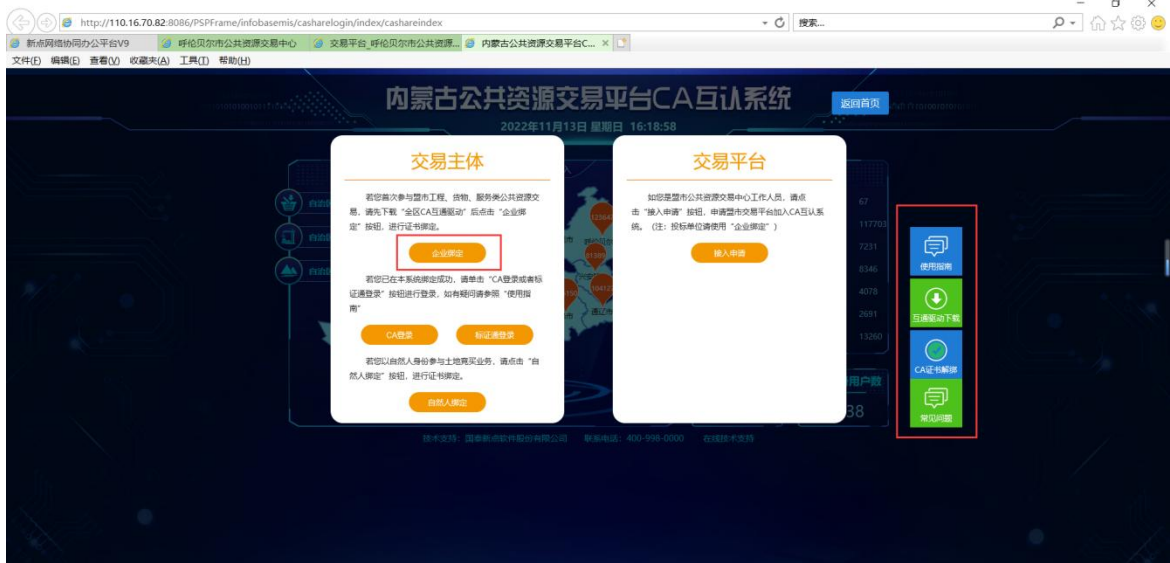 http://110.16.70.82:8086/PSPFrame/infobasemis/casharelogin/index/cashareindex
搜索...
新点网络协同办公平台V9
呼伦贝尔市公共资源交易中心
交易平台_呼伦贝尔市公共资源...
内蒙古公共资源交易平台C...
文件(F) 编辑(E) 查看(V) 收藏夹(A) 工具(T) 帮助(H)
内蒙古公共资源交易平台CA互认系统
返回首页
2022年11月13日 星期日 16:18:58
交易主体
若您首次参与盟市工程、货物、服务类公共资源交
易，请先下载“全区CA互通驱动”后点击“企业绑
定”按钮，进行证书绑定。
企业绑定
若您已在本系统绑定成功，请单击“CA登录或者标
证通登录”按钮进行登录，如有疑问请参照“使用指
南”
CA登录
标证通登录
若您以自然人身份参与土地竞买业务，请点击“自
然人绑定”按钮，进行证书绑定。
自然人绑定
交易平台
如您是盟市公共资源交易中心工作人员，请点
击“接入申请”按钮，申请盟市交易平台加入CA互认系
统。（注：投标单位请使用“企业绑定”）
接入申请
67
117703
7231
8346
4078
2691
13260
用户数
38
使用指南
互通驱动下载
CA证书解绑
常见问题
技术支持：国泰新点软件股份有限公司 联系电话：400-998-0000 在线技术支持